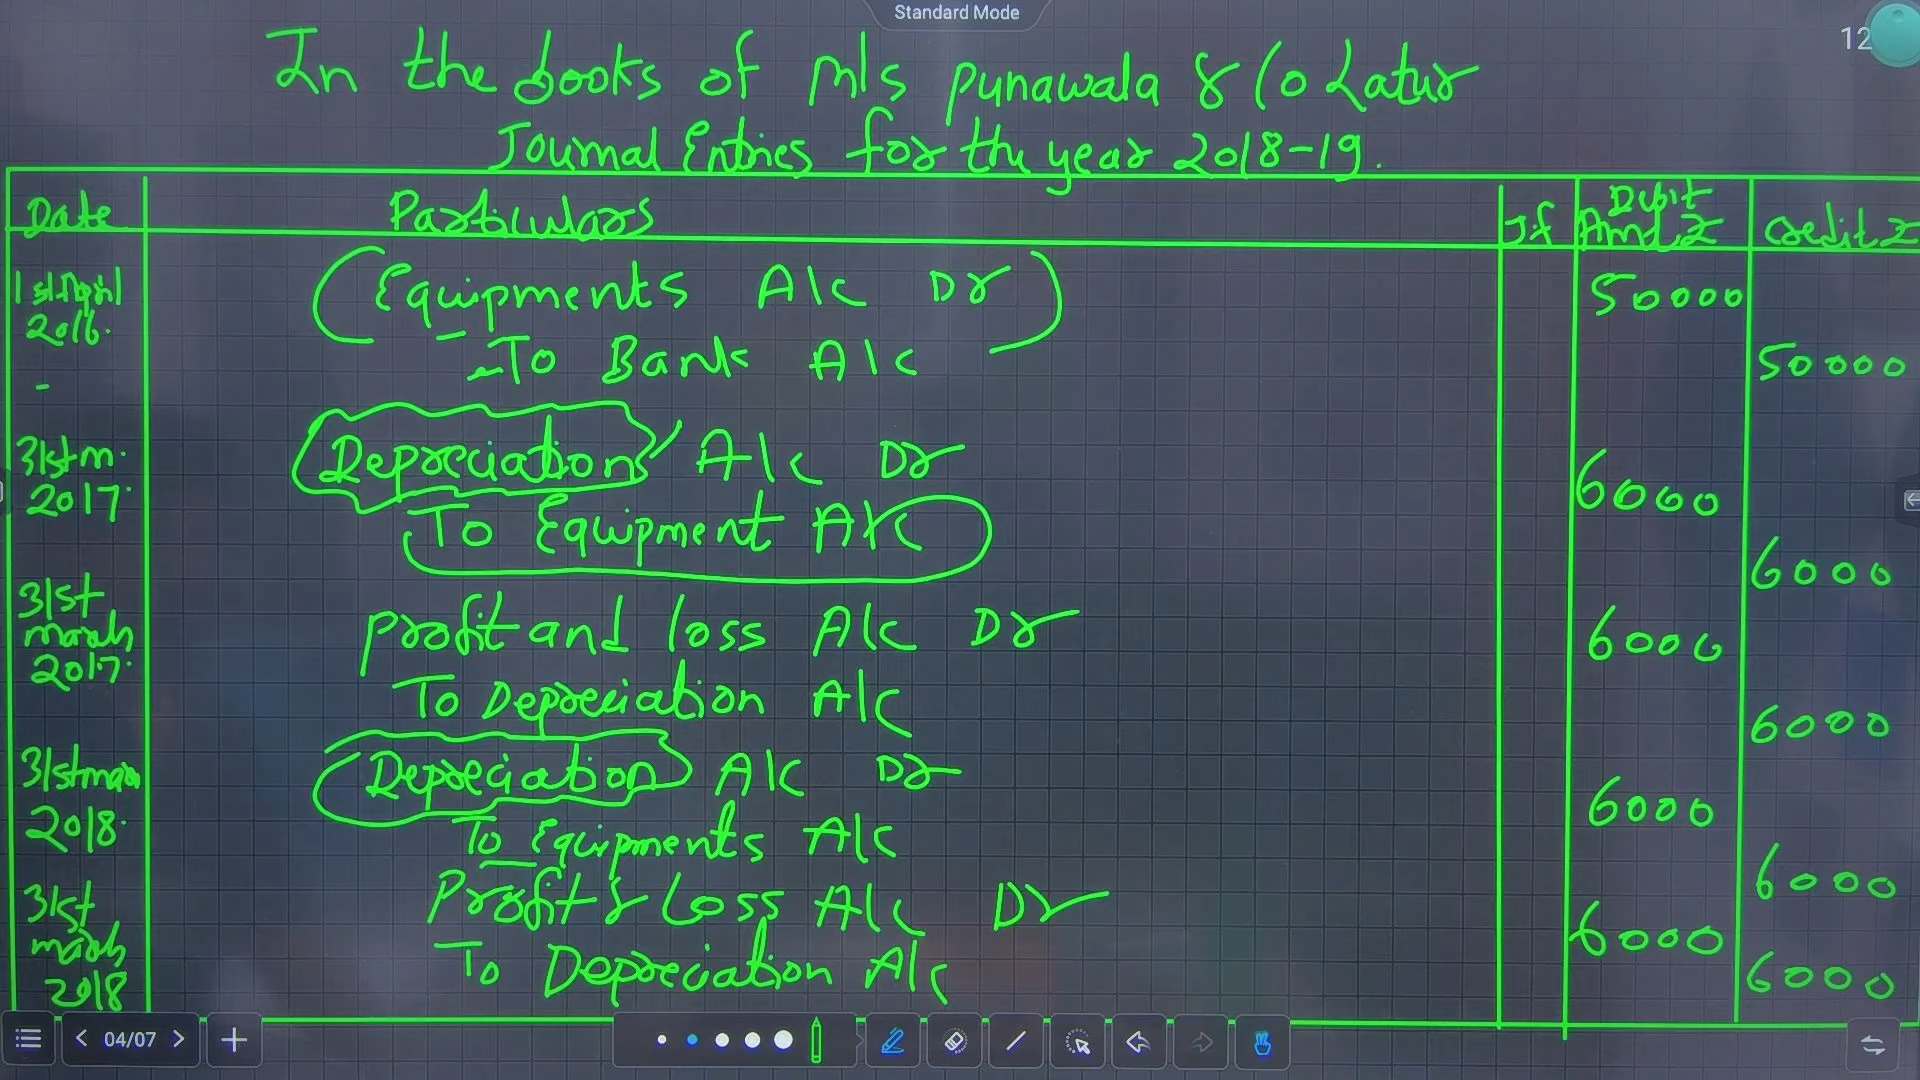 Standard Mode
12
In the books of M/s Punawala & Co Latur
Journal Entries for the year 2018-19.
Date Particulars J.f Debit Amt ₹ Credit ₹
1st April 2016. Equipments A/c Dr 50000
To Bank A/c 50000
31st m. 2017. Depreciation A/c Dr 6000
To Equipment A/c 6000
31st march 2017. Profit and loss A/c Dr 6000
To Depreciation A/c 6000
31st march 2018. Depreciation A/c Dr 6000
To Equipments A/c 6000
31st march 2018 Profit & Loss A/c Dr 6000
To Depreciation A/c 6000
04/07